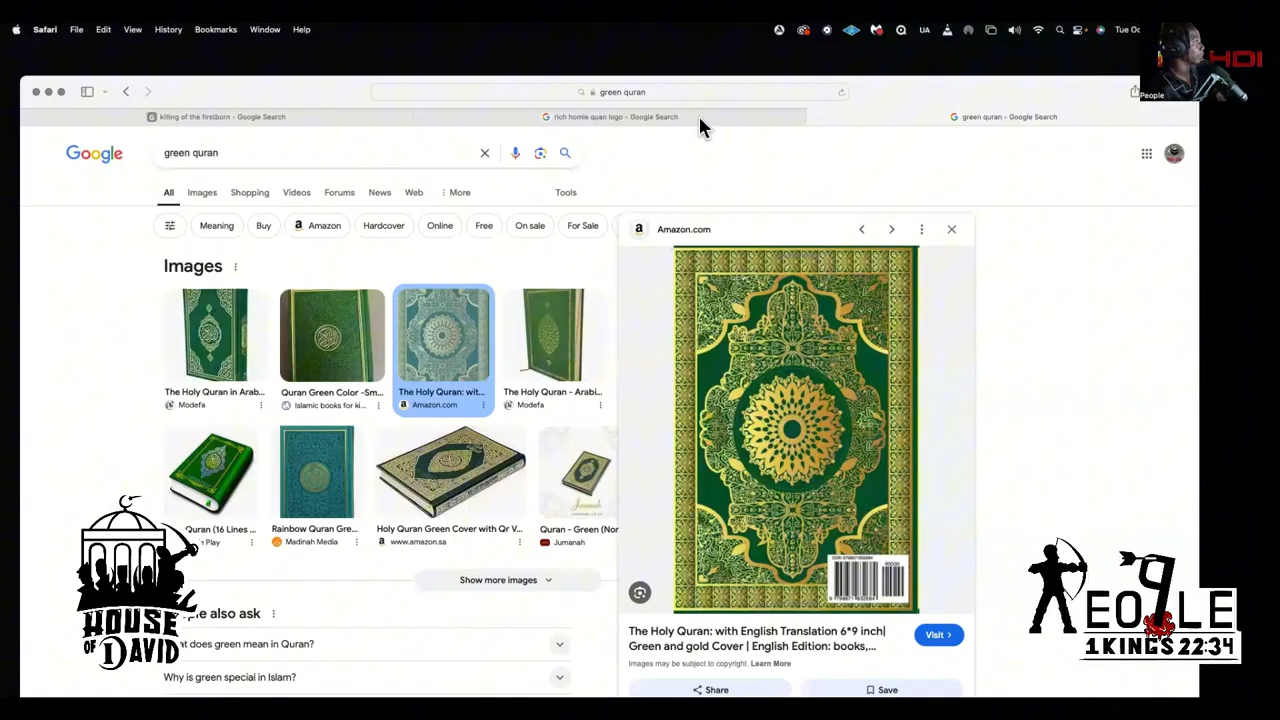 Safari File Edit View History Bookmarks Window Help
UA
Tue Oc
HDI
People
green quran
killing of the firstborn - Google Search
rich homie quan logo - Google Search
green quran - Google Search
Google
green quran
All Images Shopping Videos Forums News Web More Tools
Meaning Buy Amazon Hardcover Online Free On sale For Sale
Amazon.com
Images
The Holy Quran in Arab...
Modefa
Quran Green Color -Sm...
Islamic books for ki...
The Holy Quran: wit...
Amazon.com
The Holy Quran - Arabi...
Modefa
Quran (16 Lines ...
Play
Rainbow Quran Gre...
Madinah Media
Holy Quran Green Cover with Qr V...
www.amazon.sa
Quran - Green (Nor
Jumanah
Show more images
ple also ask
at does green mean in Quran?
Why is green special in Islam?
90000
The Holy Quran: with English Translation 6*9 inch|
Green and gold Cover | English Edition: books,...
Visit
Images may be subject to copyright. Learn More
Share
Save
HOUSE
OF DAVID
EOPLE
1 KINGS 22:34